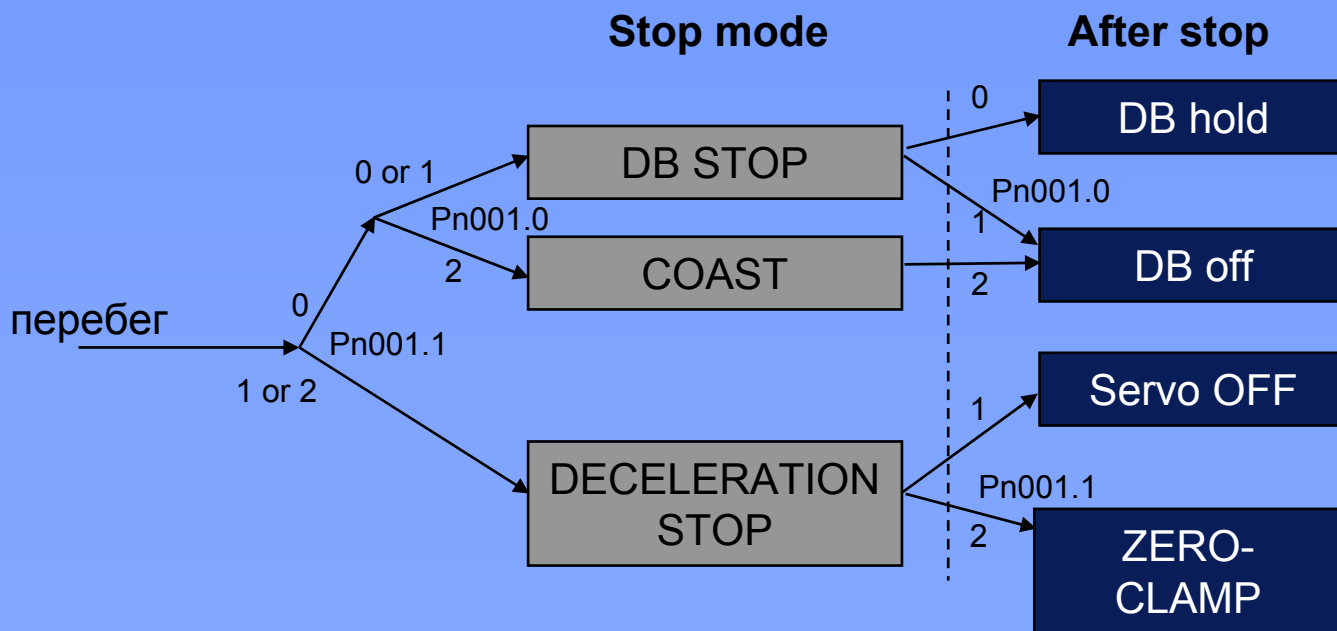 Stop mode
After stop
0
DB hold
DB STOP
0 or 1
Pn001.0
Pn001.0
1
COAST
2
2
DB off
перебег
0
Pn001.1
1 or 2
Servo OFF
1
DECELERATION
STOP
Pn001.1
2
ZERO-
CLAMP